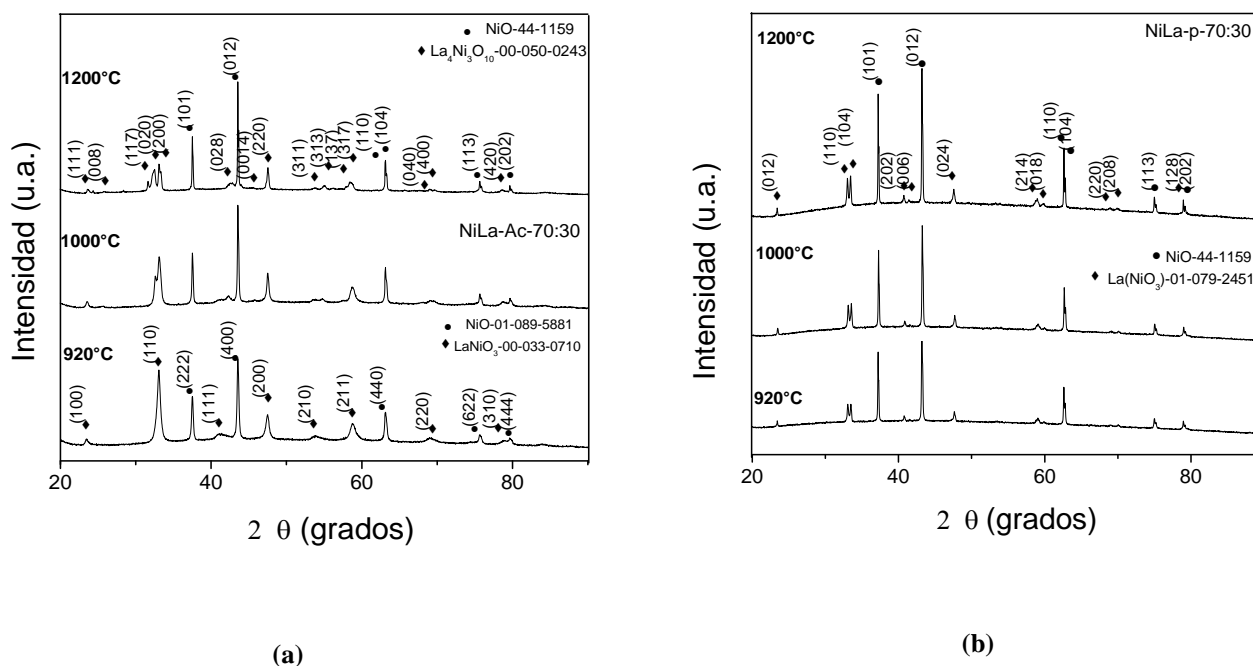 NiO-44-1159
La4Ni3O10-00-050-0243
1200°C
(111)
(008)
(117)
(020)
(200)
(101)
(012)
(028)
(0014)
(220)
(311)
(313)
(137)
(317)
(110)
(104)
(040)
(400)
(113)
(420)
(202)
1000°C
NiLa-Ac-70:30
NiO-01-089-5881
LaNiO3-00-033-0710
920°C
(100)
(110)
(222)
(111)
(400)
(200)
(210)
(211)
(440)
(220)
(622)
(310)
(444)
Intensidad (u.a.)
20 40 60 80
2 θ (grados)
(a)
NiLa-p-70:30
1200°C
(012)
(110)
(104)
(101)
(202)
(006)
(012)
(024)
(214)
(018)
(110)
(104)
(220)
(208)
(113)
(128)
(202)
1000°C
NiO-44-1159
La(NiO3)-01-079-2451
920°C
Intensidad (u.a.)
20 40 60 80
2 θ (grados)
(b)